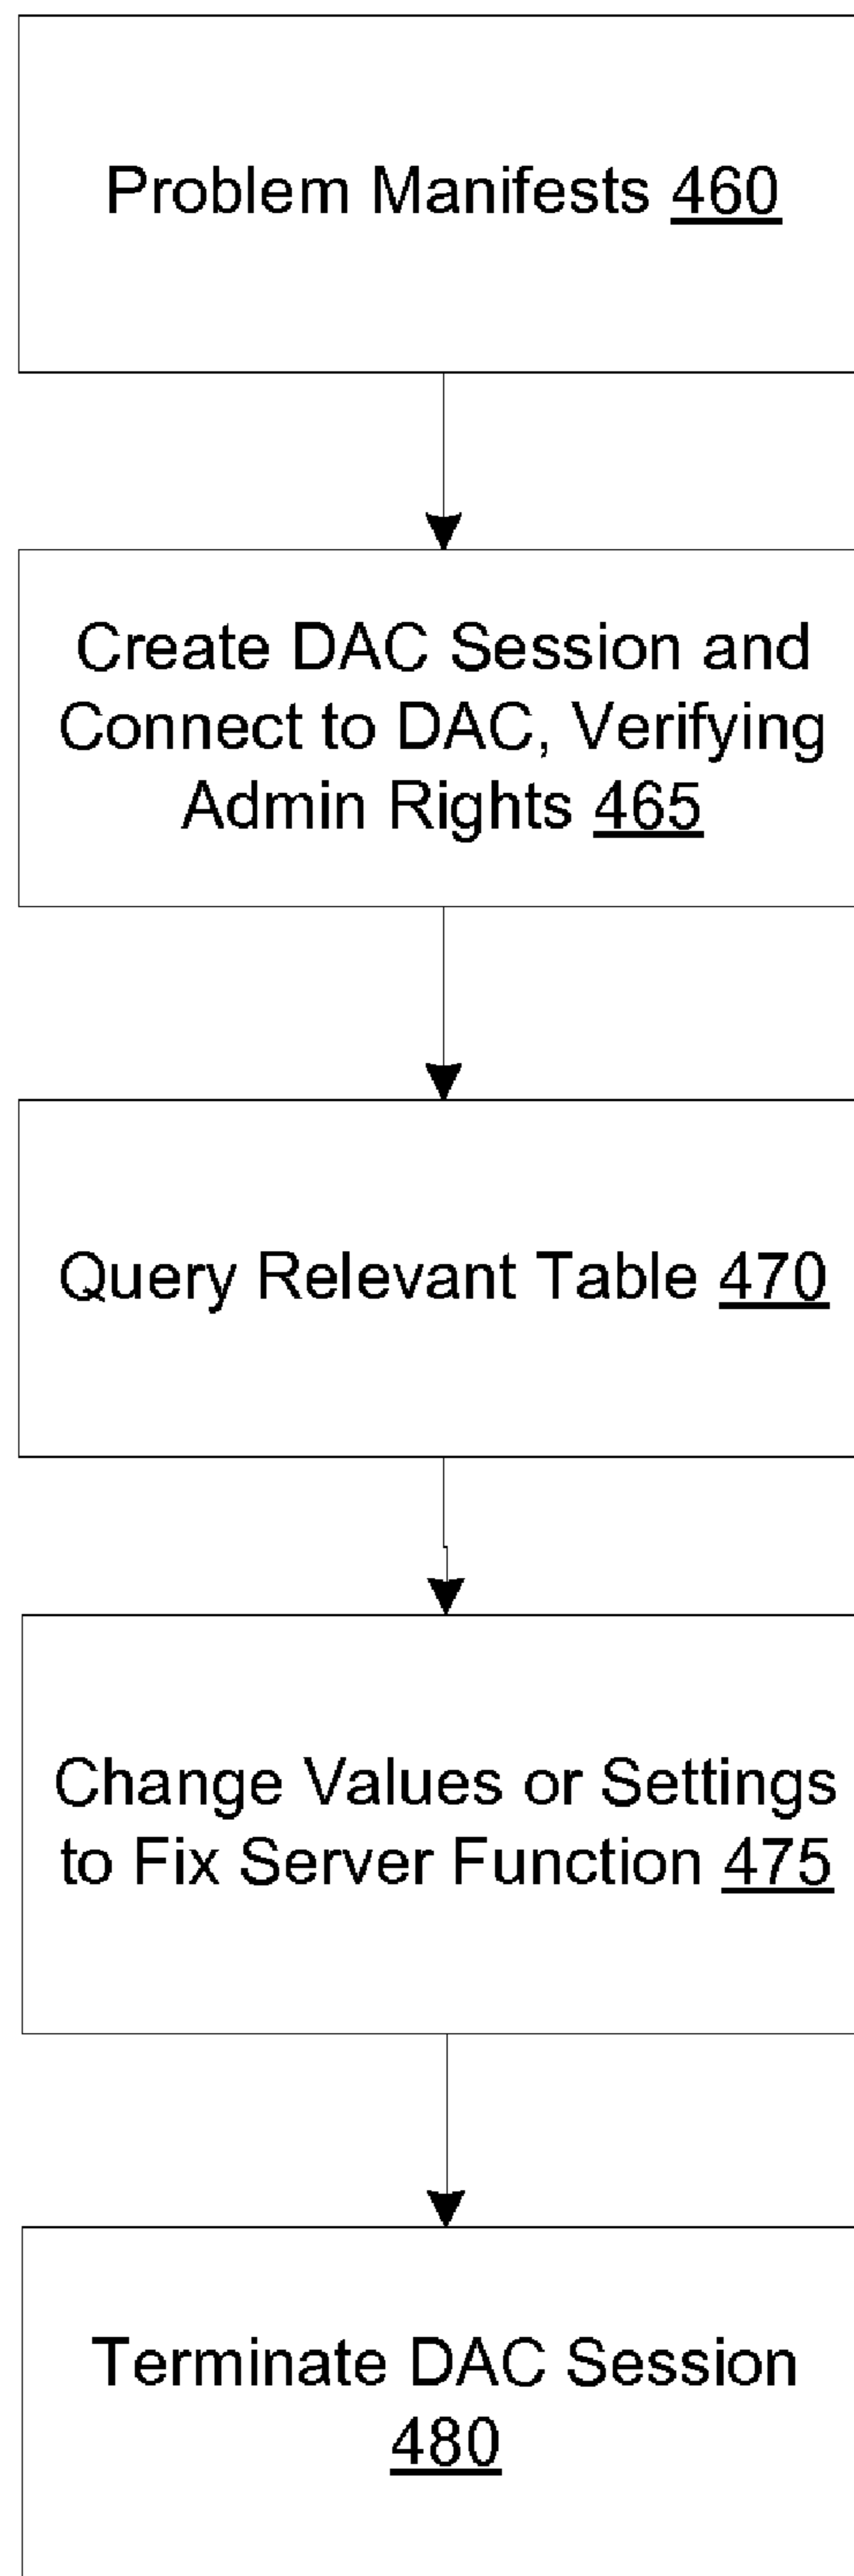 Problem Manifests 460
Create DAC Session and
Connect to DAC, Verifying
Admin Rights 465
Query Relevant Table 470
Change Values or Settings
to Fix Server Function 475
Terminate DAC Session
480